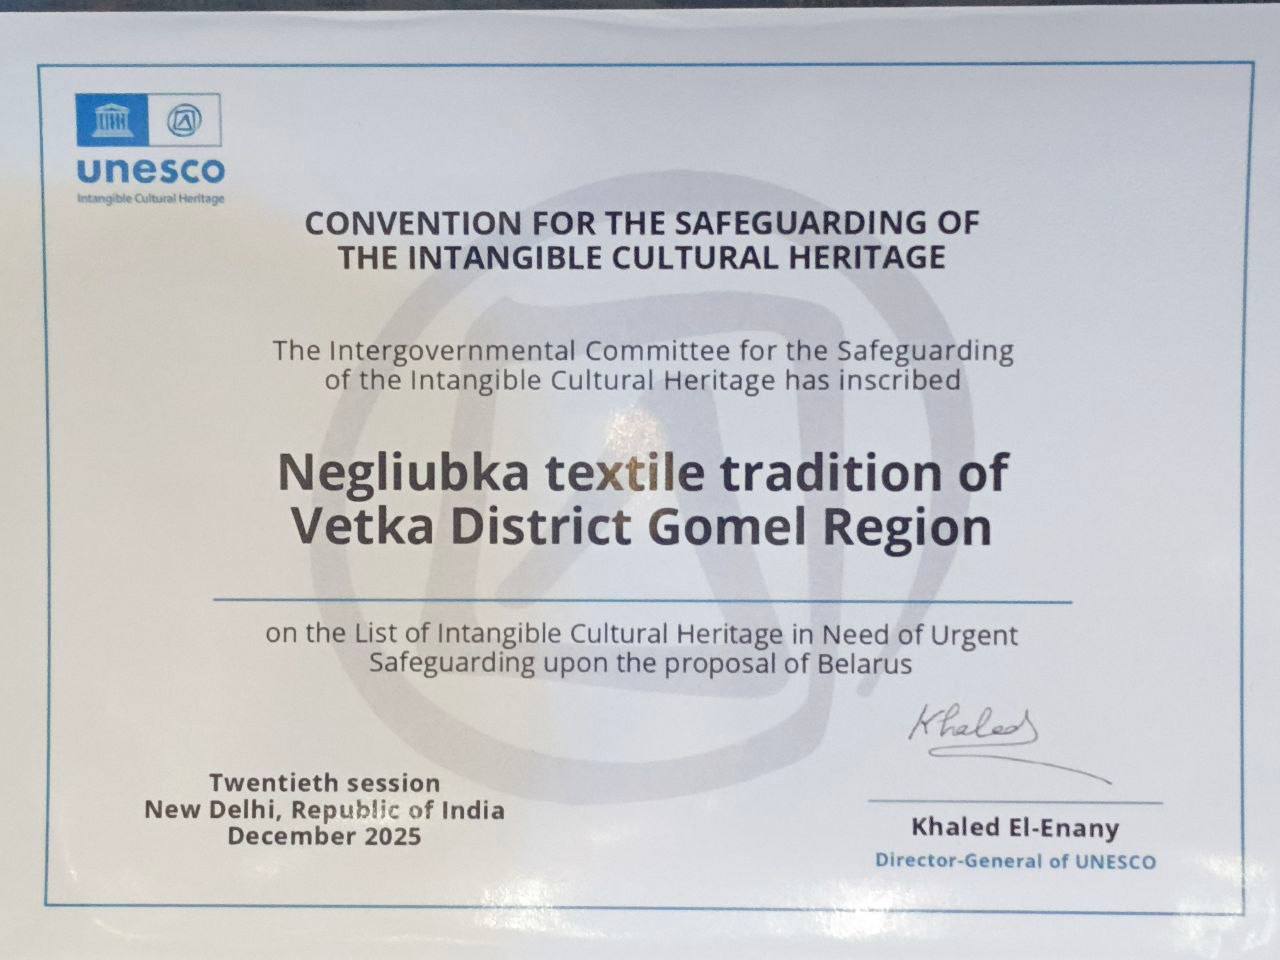 unesco
Intangible Cultural Heritage
CONVENTION FOR THE SAFEGUARDING OF
THE INTANGIBLE CULTURAL HERITAGE
The Intergovernmental Committee for the Safeguarding
of the Intangible Cultural Heritage has inscribed
Negliubka textile tradition of
Vetka District Gomel Region
on the List of Intangible Cultural Heritage in Need of Urgent
Safeguarding upon the proposal of Belarus
Khaled
Twentieth session
New Delhi, Republic of India
December 2025
Khaled El-Enany
Director-General of UNESCO